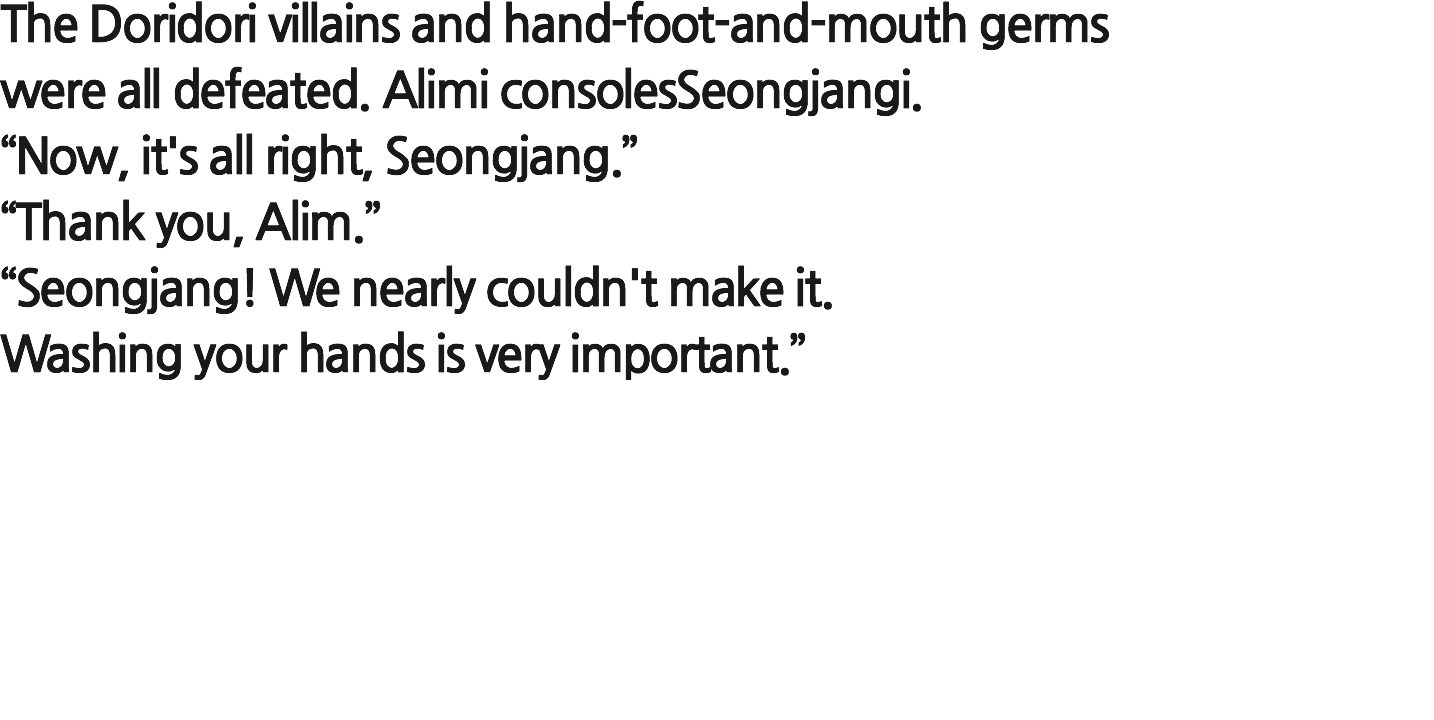 The Doridori villains and hand-foot-and-mouth germs
were all defeated. Alimi consolesSeongjangi.
“Now, it's all right, Seongjang.”
“Thank you, Alim.”
“Seongjang! We nearly couldn't make it.
Washing your hands is very important.”